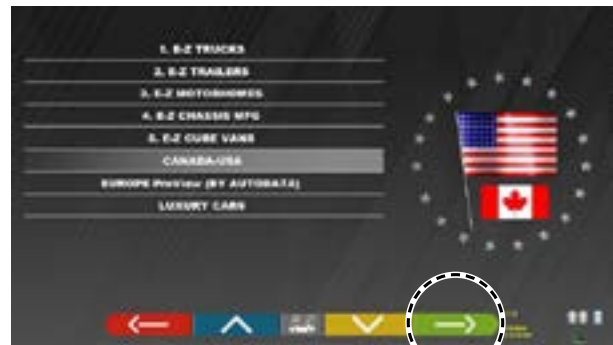 1. E-Z TRUCKS
2. E-Z TRAILERS
3. E-Z MOTORHOMES
4. E-Z CHASSIS MFG
5. E-Z CUBE VANS
CANADA-USA
EUROPE PreView (BY AUTODATA)
LUXURY CARS